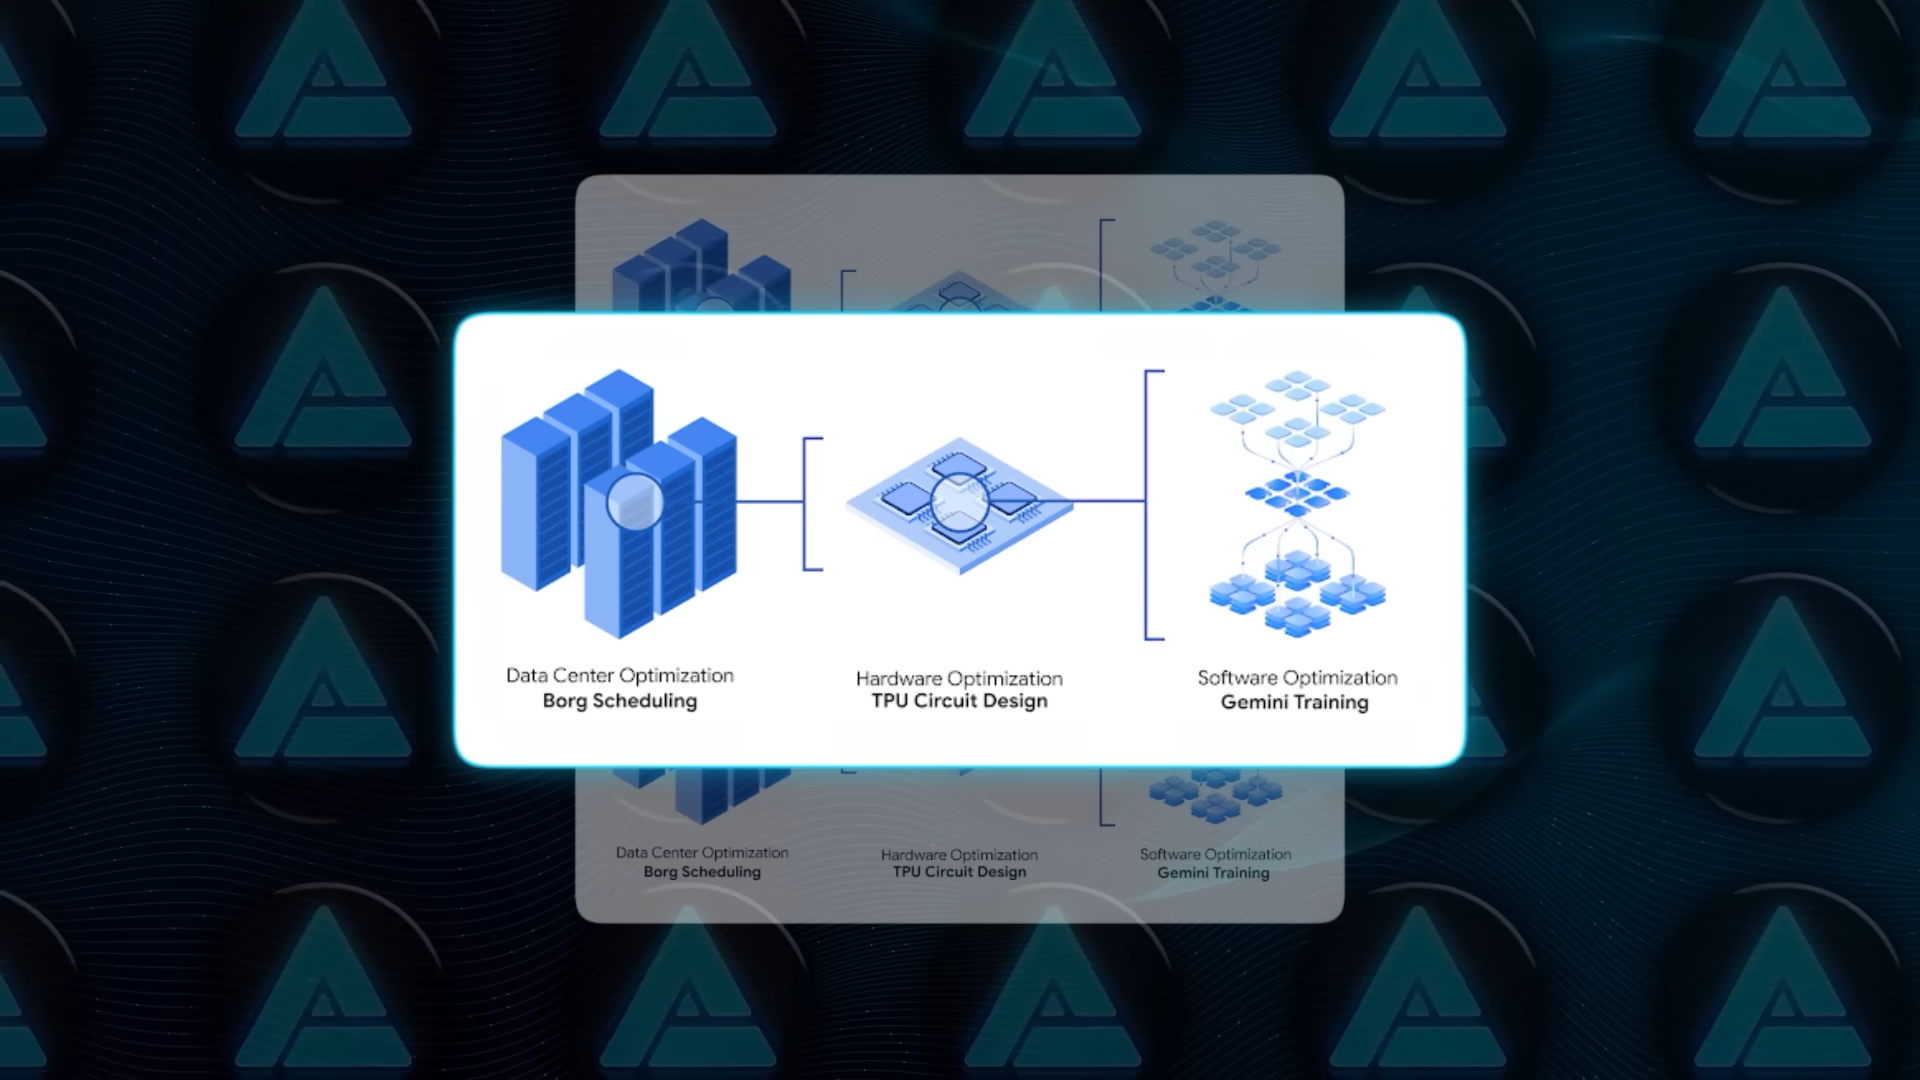 Data Center Optimization
Borg Scheduling
Hardware Optimization
TPU Circuit Design
Software Optimization
Gemini Training
Data Center Optimization
Borg Scheduling
Hardware Optimization
TPU Circuit Design
Software Optimization
Gemini Training